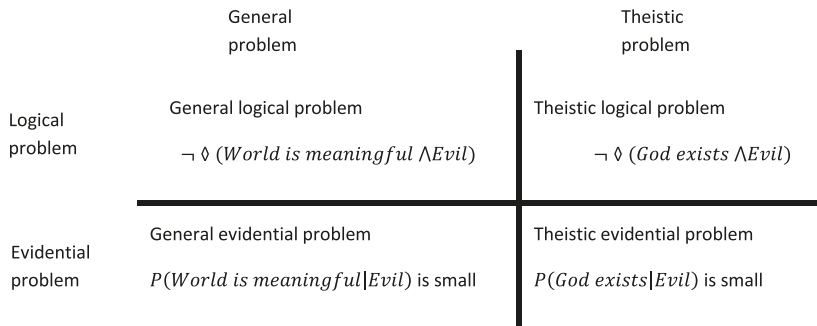 General
problem
Theistic
problem
Logical
problem
General logical problem
¬ ◊ (World is meaningful ⋀Evil)
Theistic logical problem
¬ ◊ (God exists ⋀Evil)
Evidential
problem
General evidential problem
P(World is meaningful|Evil) is small
Theistic evidential problem
P(God exists|Evil) is small